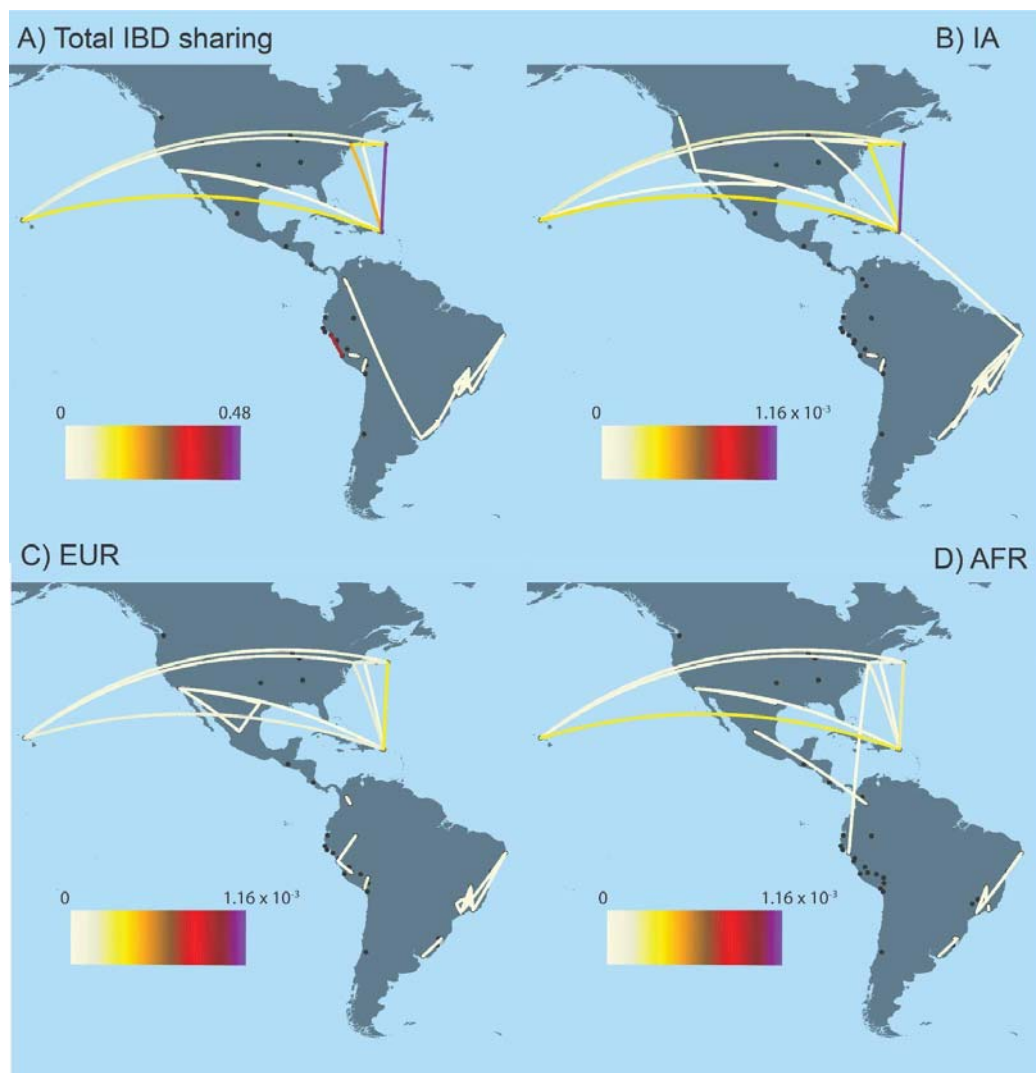 A) Total IBD sharing
B) IA
0
0.48
0
1.16 x 10⁻³
C) EUR
D) AFR
0
1.16 x 10⁻³
0
1.16 x 10⁻³